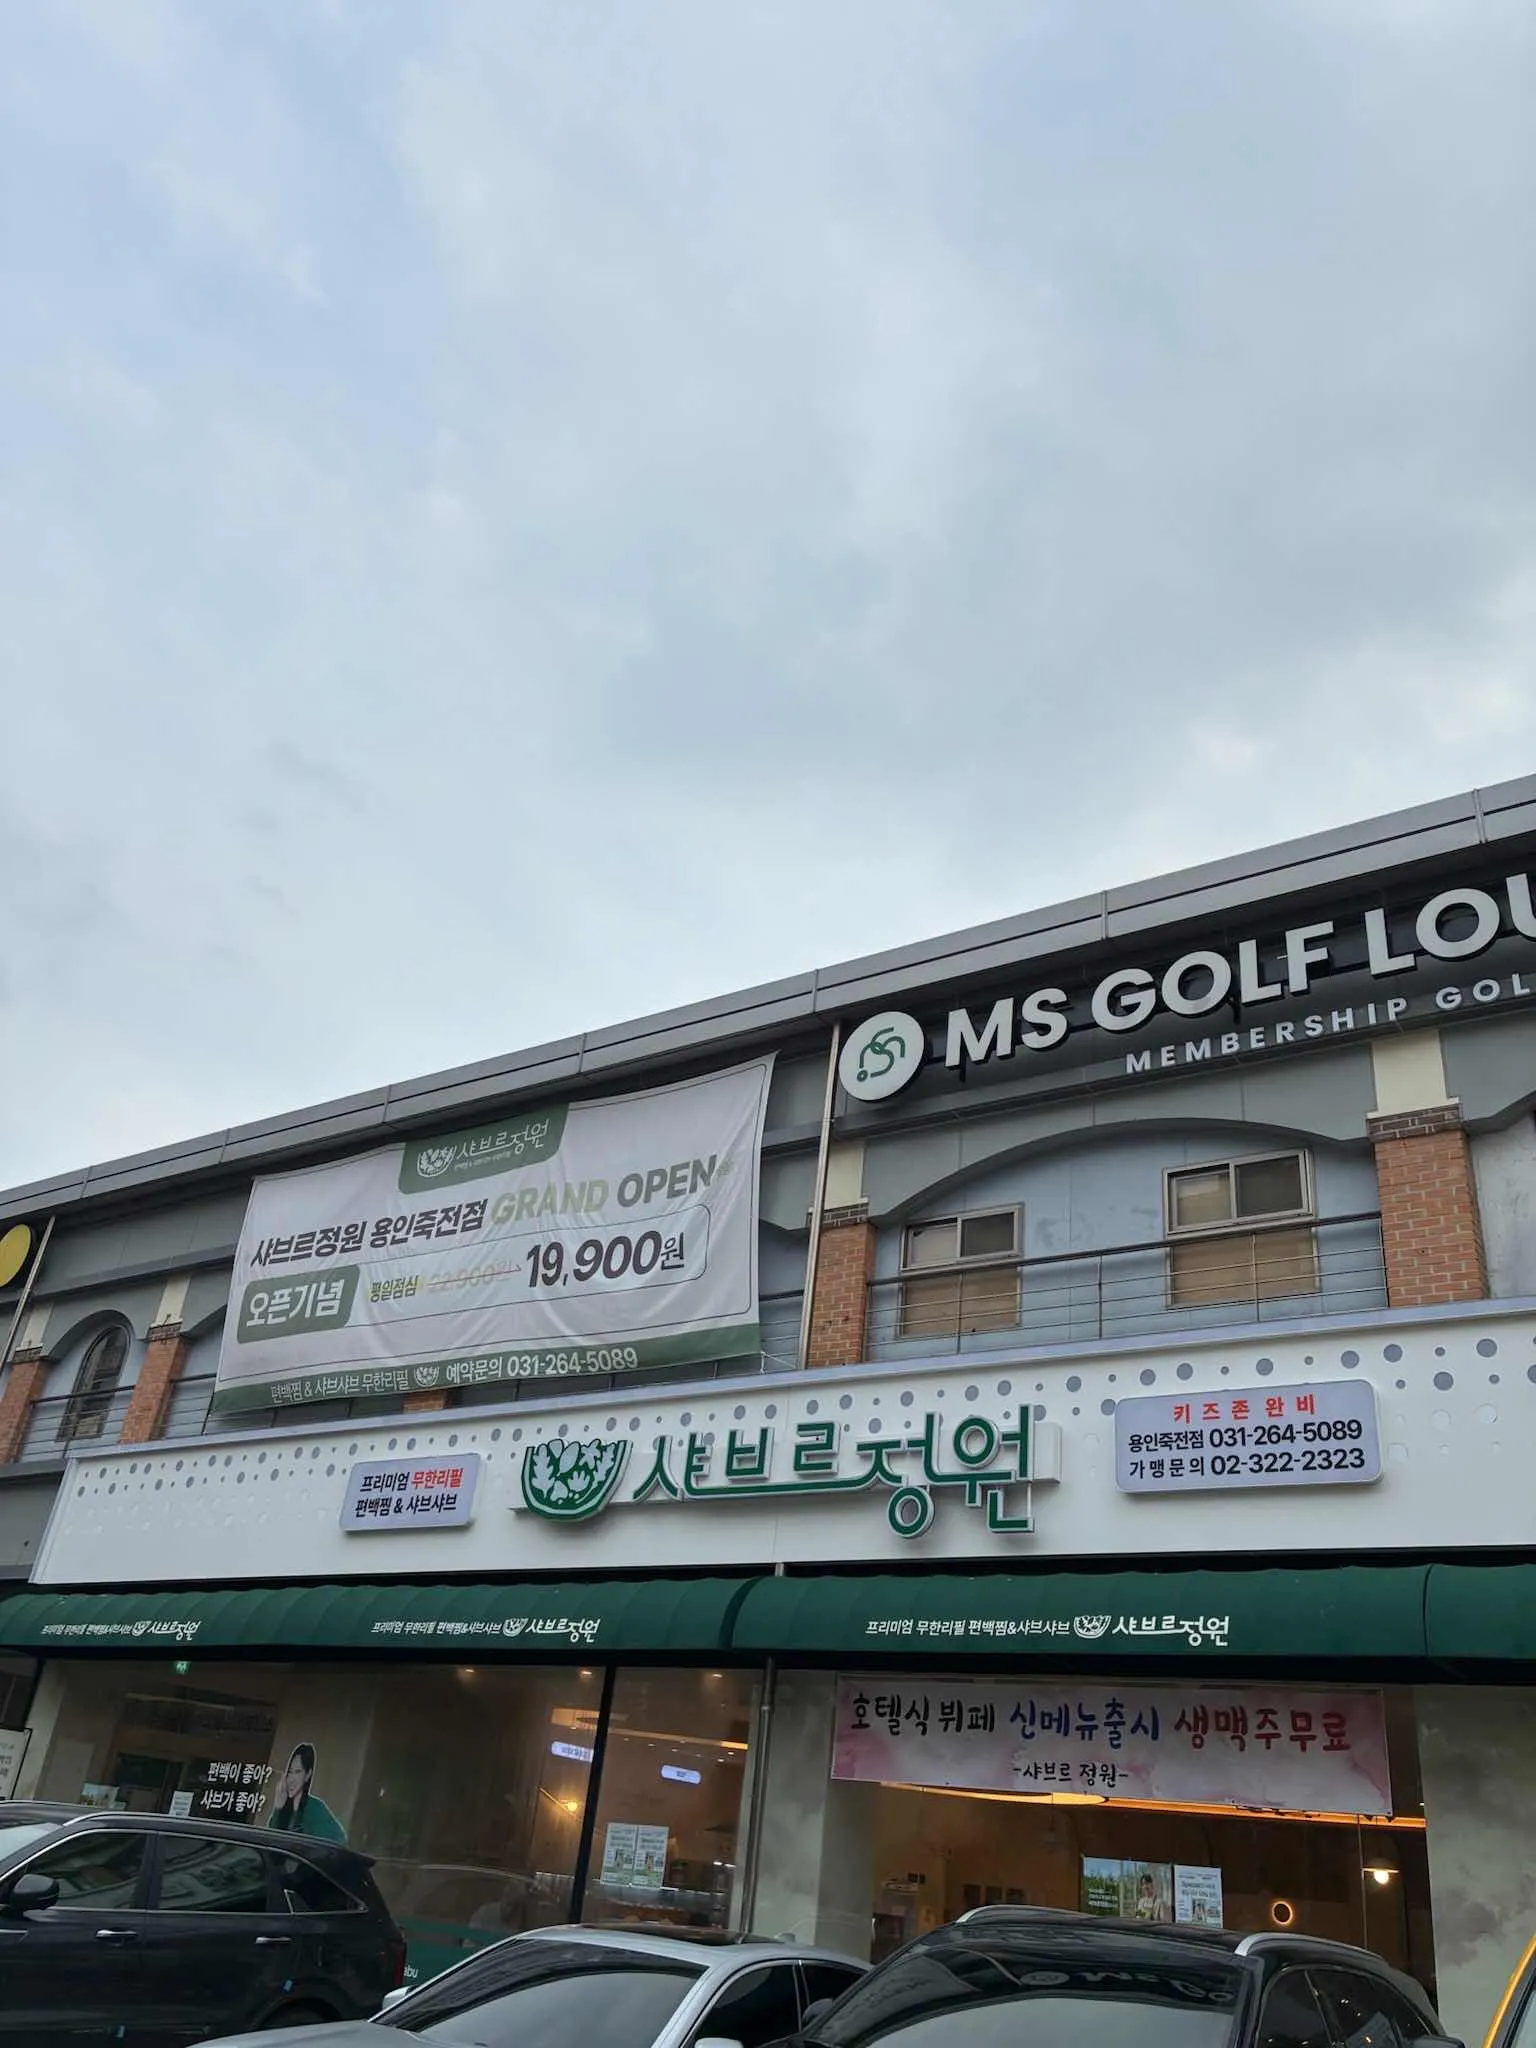 MS GOLF LOU
MEMBERSHIP GOL
샤브르정원
샤브르정원 용인죽전점 GRAND OPEN
오픈기념 평일점심 22,900원 19,900원
편백찜 & 샤브샤브 무한리필 예약문의 031-264-5089
프리미엄 무한리필
편백찜 & 샤브샤브
샤브르정원
키즈존완비
용인죽전점 031-264-5089
가맹문의 02-322-2323
프리미엄 무한리필 편백찜&샤브샤브 샤브르정원
프리미엄 무한리필 편백찜&샤브샤브 샤브르정원
프리미엄 무한리필 편백찜&샤브샤브 샤브르정원
호텔식 뷔페 신메뉴출시 생맥주무료
-샤브르 정원-
편백이 좋아?
샤브가 좋아?
abu